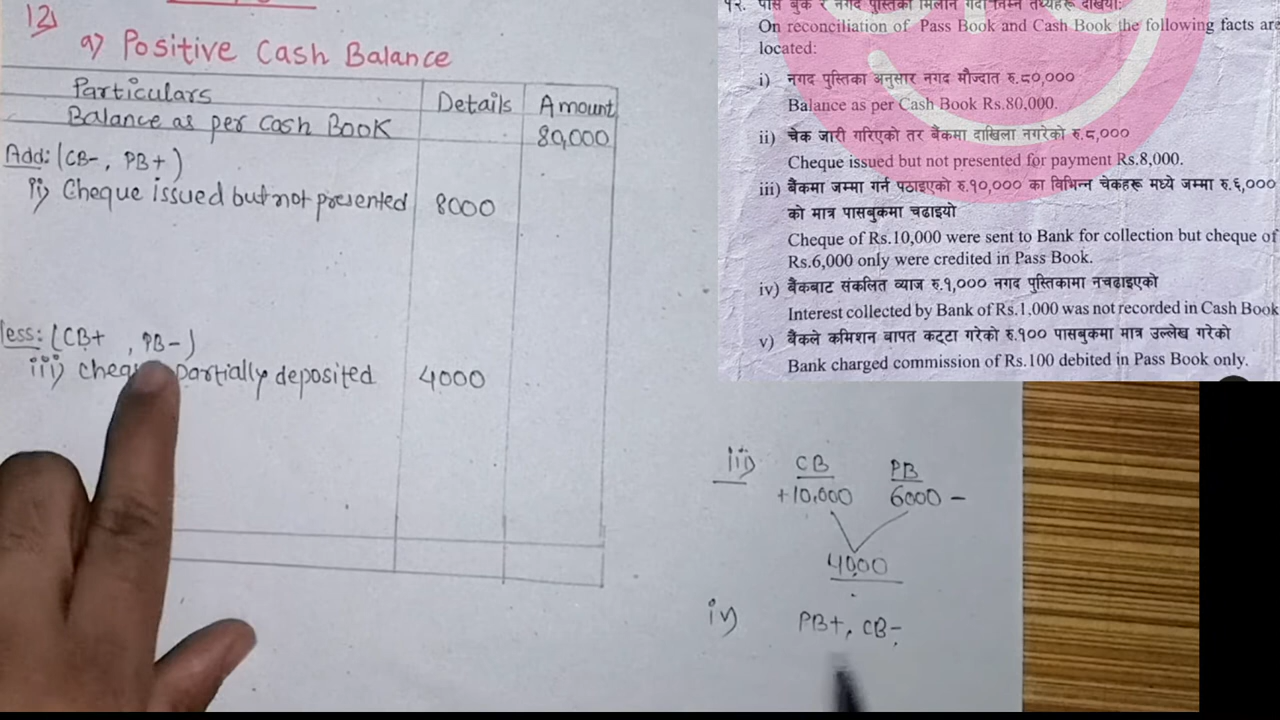 12)
a) Positive Cash Balance
Particulars Details Amount
Balance as per Cash Book 80,000
Add: (CB-, PB+)
ii) Cheque issued but not presented 8000
Less: (CB+, PB-)
iii) Partially deposited 4000
१२. पास बुक र नगद पुस्तिका मिलान गर्दा निम्न तथ्यहरू देखियो:
On reconciliation of Pass Book and Cash Book the following facts are
located:
i) नगद पुस्तिका अनुसार नगद मौज्दात रु.८०,०००
Balance as per Cash Book Rs.80,000.
ii) चेक जारी गरिएको तर बैंकमा दाखिला नगरेको रु.८,०००
Cheque issued but not presented for payment Rs.8,000.
iii) बैंकमा जम्मा गर्न पठाइएको रु.१०,००० का विभिन्न चेकहरू मध्ये जम्मा रु.६,०००
को मात्र पासबुकमा चढाइयो
Cheque of Rs.10,000 were sent to Bank for collection but cheque of
Rs.6,000 only were credited in Pass Book.
iv) बैंकबाट संकलित व्याज रु.१,००० नगद पुस्तिकामा नचढाइएको
Interest collected by Bank of Rs.1,000 was not recorded in Cash Book
v) बैंकले कमिशन बापत कट्टा गरेको रु.१०० पासबुकमा मात्र उल्लेख गरेको
Bank charged commission of Rs.100 debited in Pass Book only.
iii) CB PB
+10,000 6000 -
4000
iv) PB+, CB-